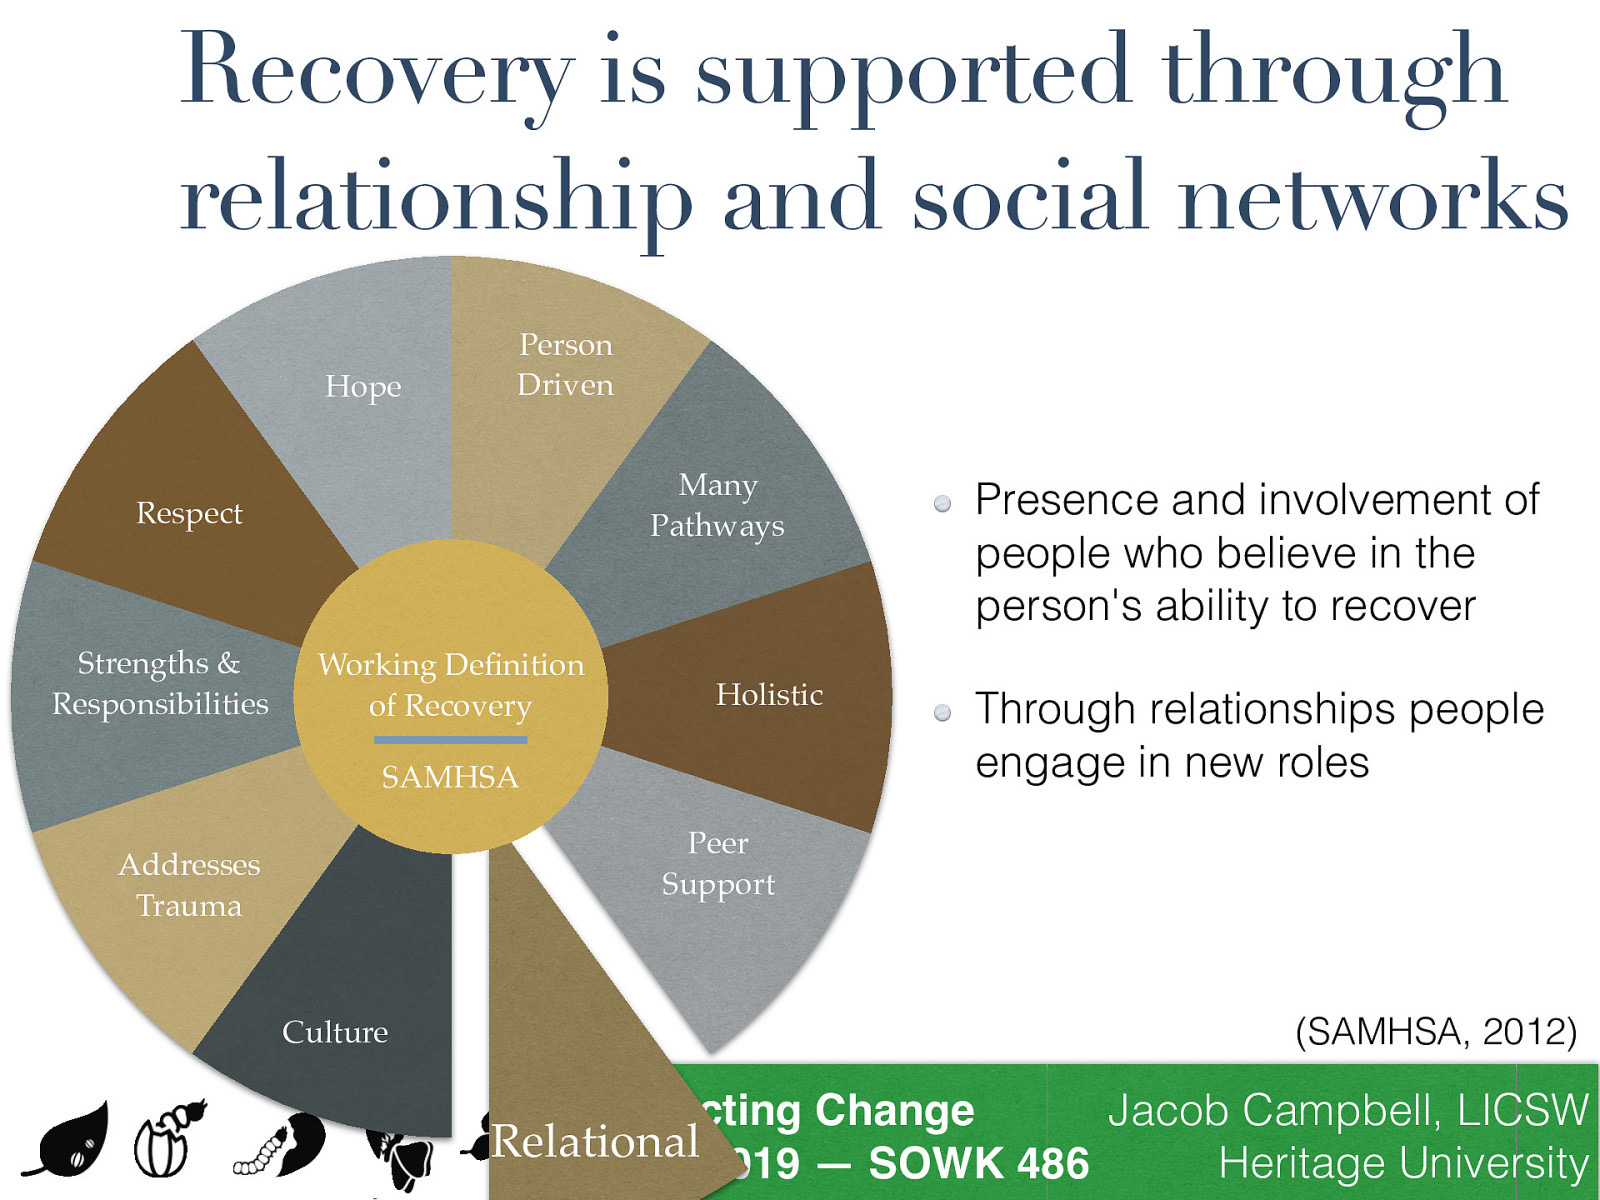 Recovery is supported through
relationship and social networks
Hope
Person
Driven
Many
Pathways
Holistic
Peer
Support
Relational
Culture
Addresses
Trauma
Strengths &
Responsibilities
Respect
Working Definition
of Recovery
SAMHSA
Presence and involvement of
people who believe in the
person's ability to recover
Through relationships people
engage in new roles
(SAMHSA, 2012)
Change
— SOWK 486
Jacob Campbell, LICSW
Heritage University